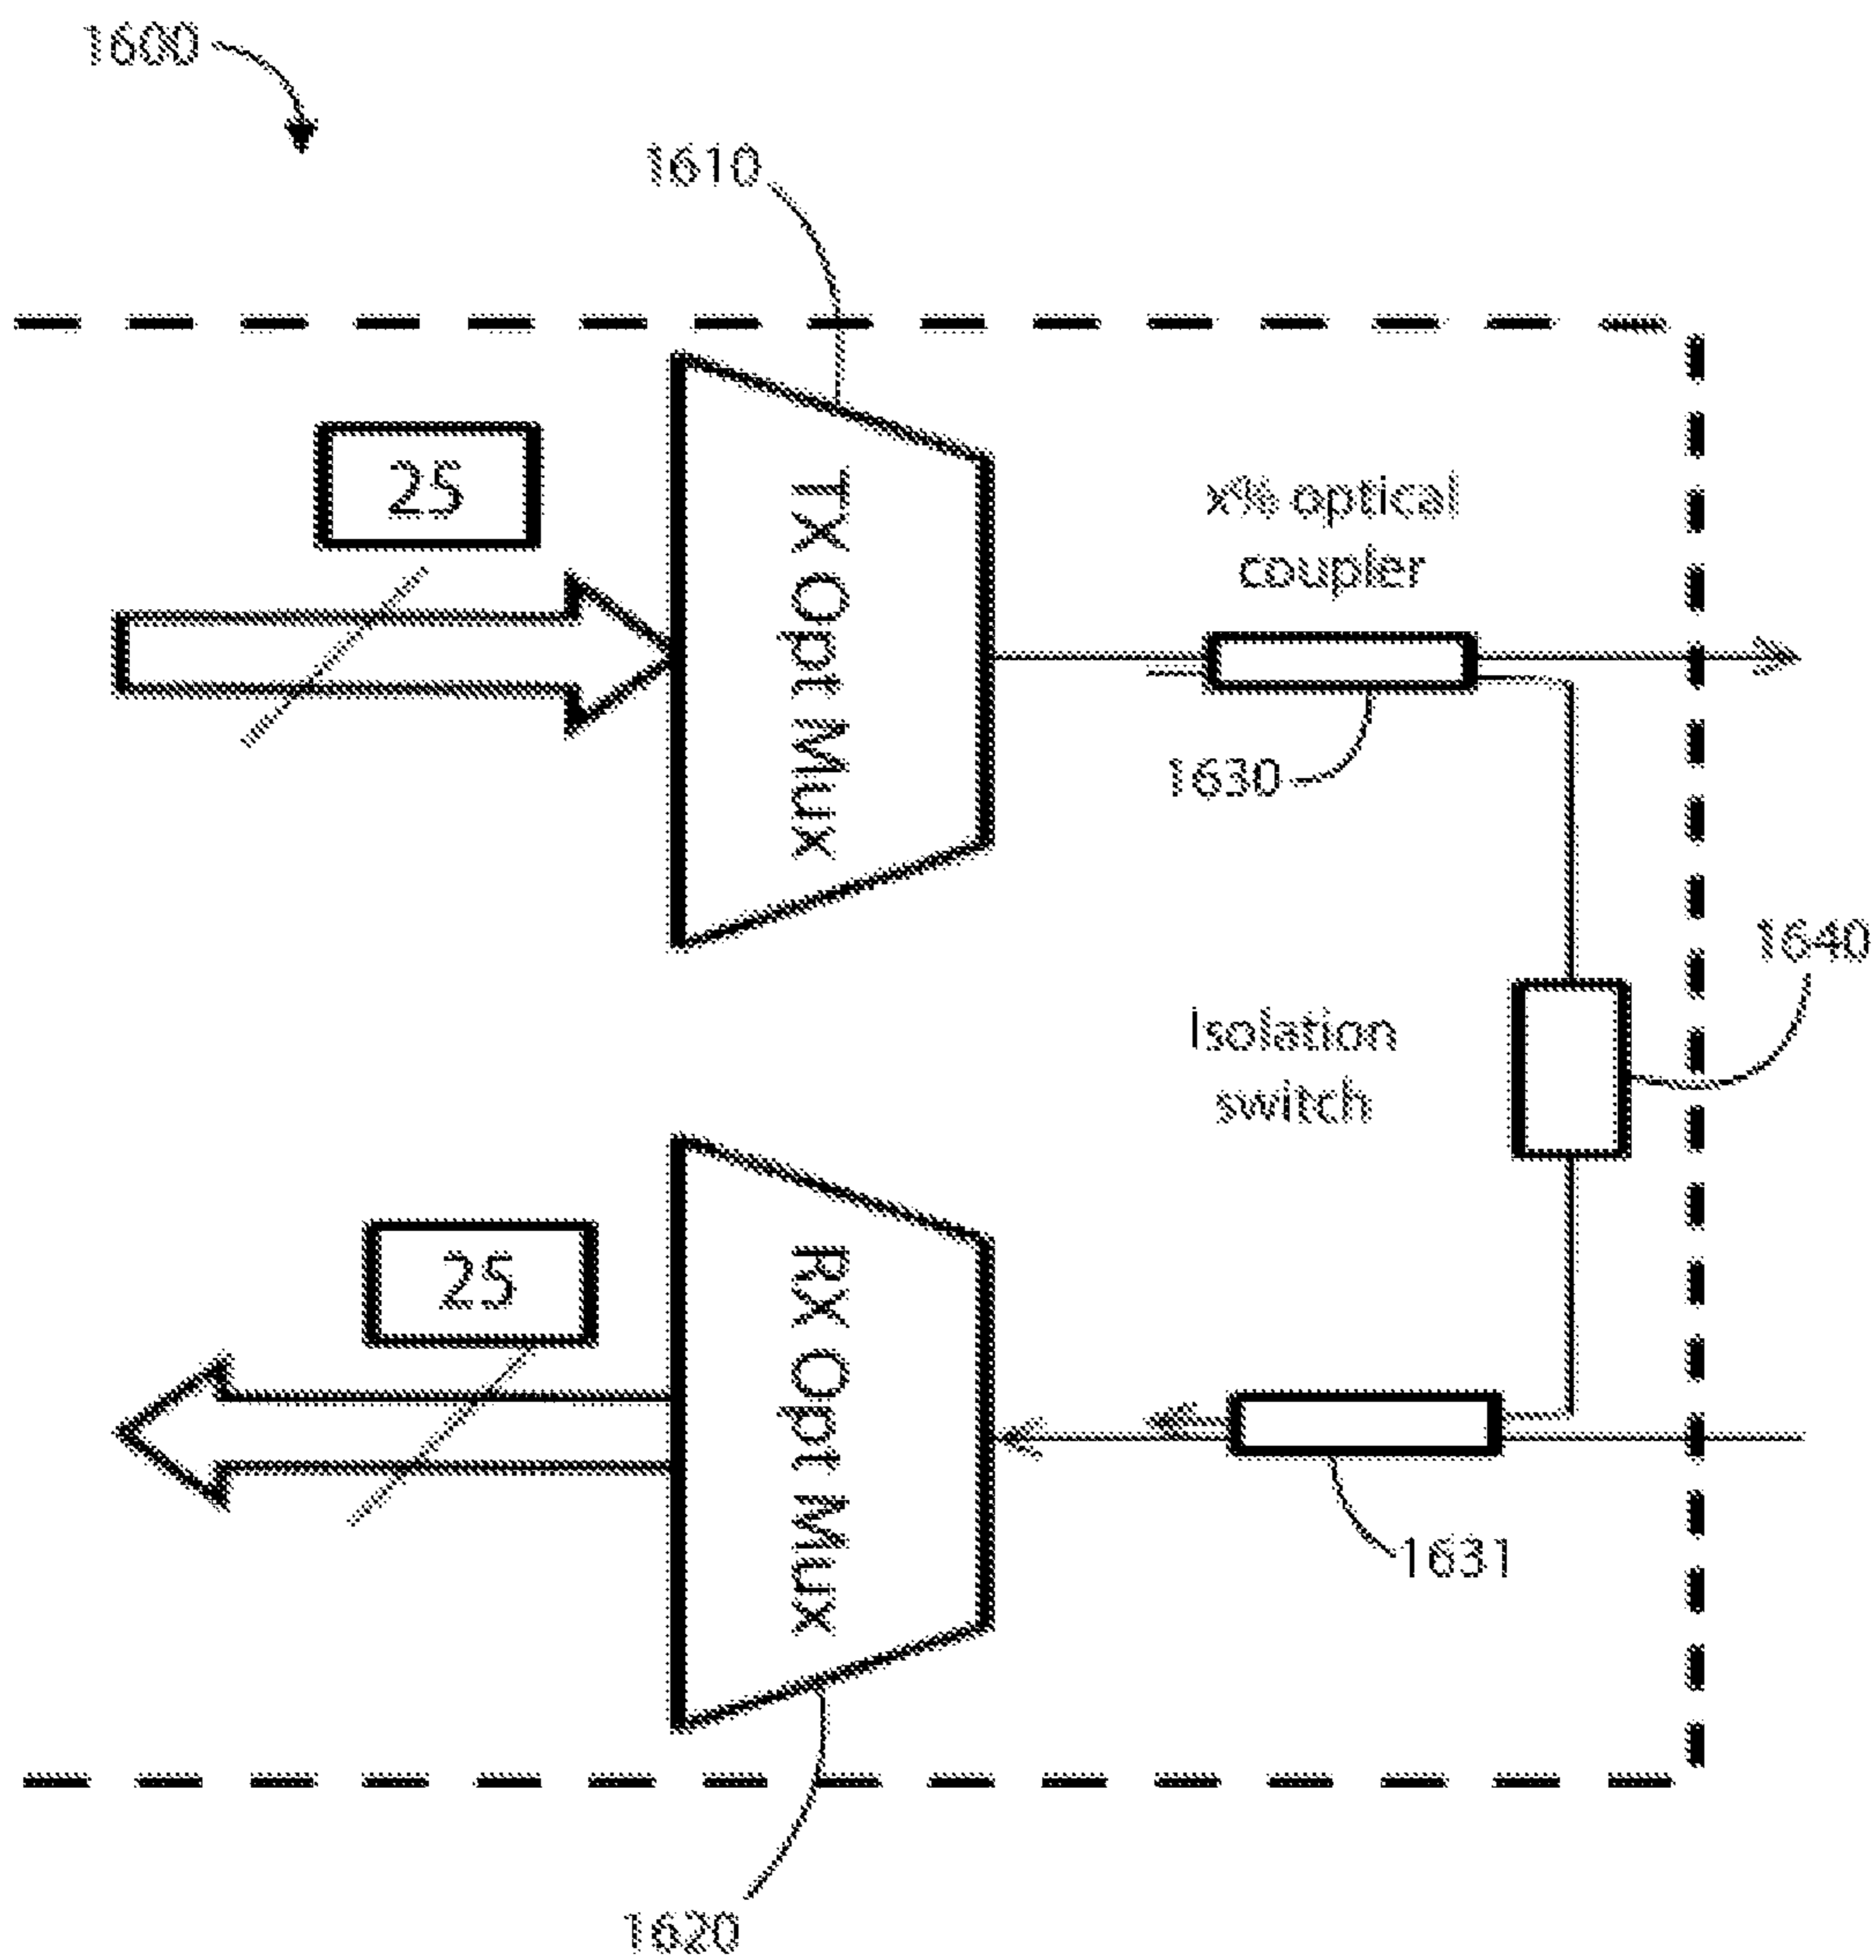 1600
1610
25
TX Opt Mux
x% optical
coupler
1630
1640
Isolation
switch
25
RX Opt Mux
1631
1620